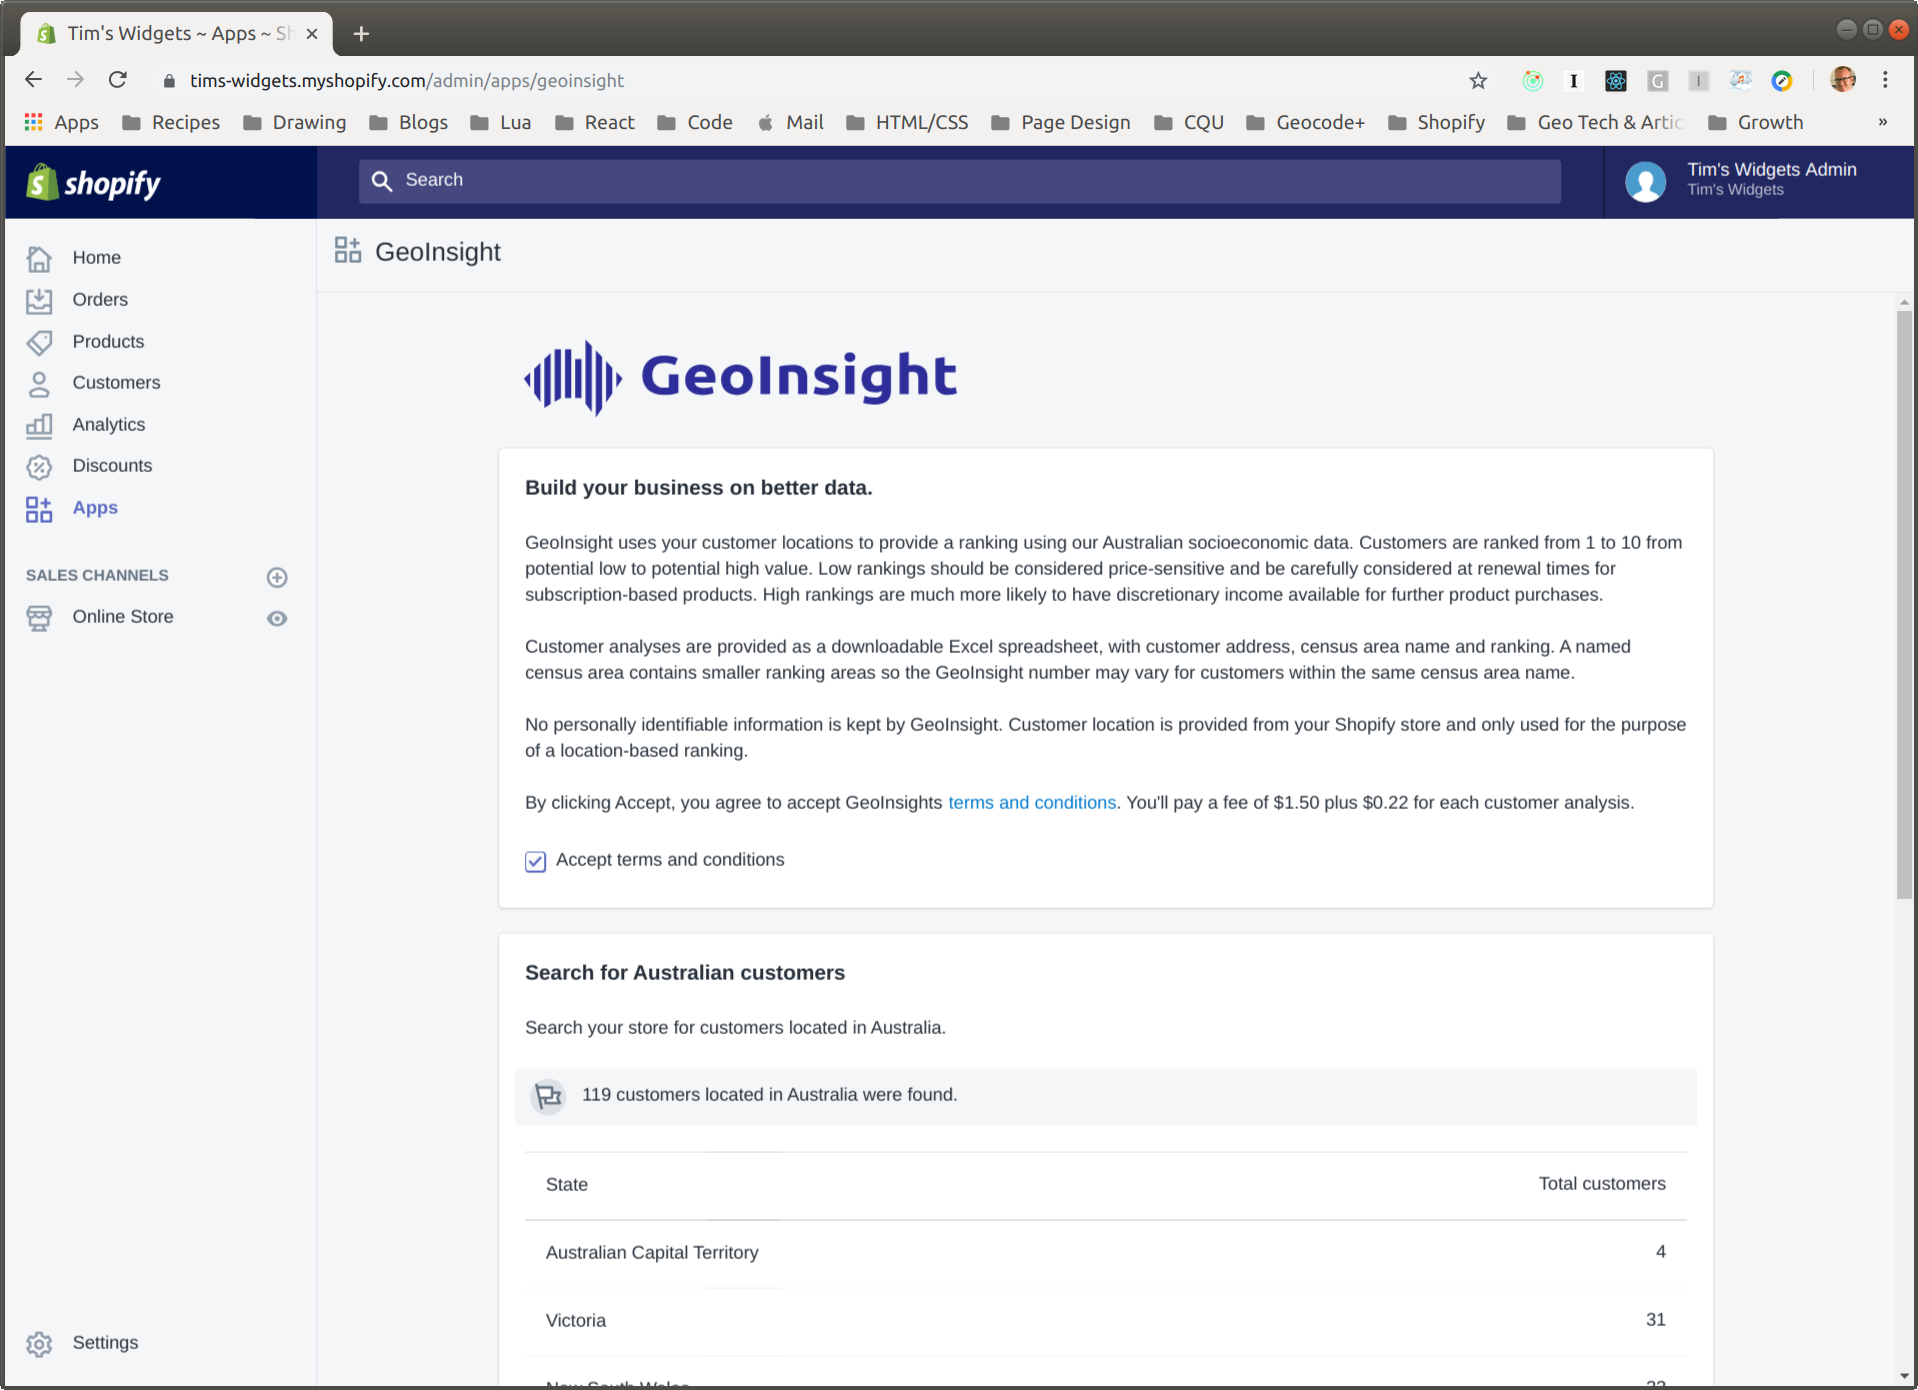 Tim's Widgets ~ Apps ~ Sh
tims-widgets.myshopify.com/admin/apps/geoinsight
Apps Recipes Drawing Blogs Lua React Code Mail HTML/CSS Page Design CQU Geocode+ Shopify Geo Tech & Artic Growth »
shopify
Search
Tim's Widgets Admin
Tim's Widgets
Home
Orders
Products
Customers
Analytics
Discounts
Apps
SALES CHANNELS
Online Store
Settings
GeoInsight
GeoInsight
Build your business on better data.
GeoInsight uses your customer locations to provide a ranking using our Australian socioeconomic data. Customers are ranked from 1 to 10 from
potential low to potential high value. Low rankings should be considered price-sensitive and be carefully considered at renewal times for
subscription-based products. High rankings are much more likely to have discretionary income available for further product purchases.
Customer analyses are provided as a downloadable Excel spreadsheet, with customer address, census area name and ranking. A named
census area contains smaller ranking areas so the GeoInsight number may vary for customers within the same census area name.
No personally identifiable information is kept by GeoInsight. Customer location is provided from your Shopify store and only used for the purpose
of a location-based ranking.
By clicking Accept, you agree to accept GeoInsights terms and conditions. You'll pay a fee of $1.50 plus $0.22 for each customer analysis.
Accept terms and conditions
Search for Australian customers
Search your store for customers located in Australia.
119 customers located in Australia were found.
State Total customers
Australian Capital Territory 4
Victoria 31
New South Wales